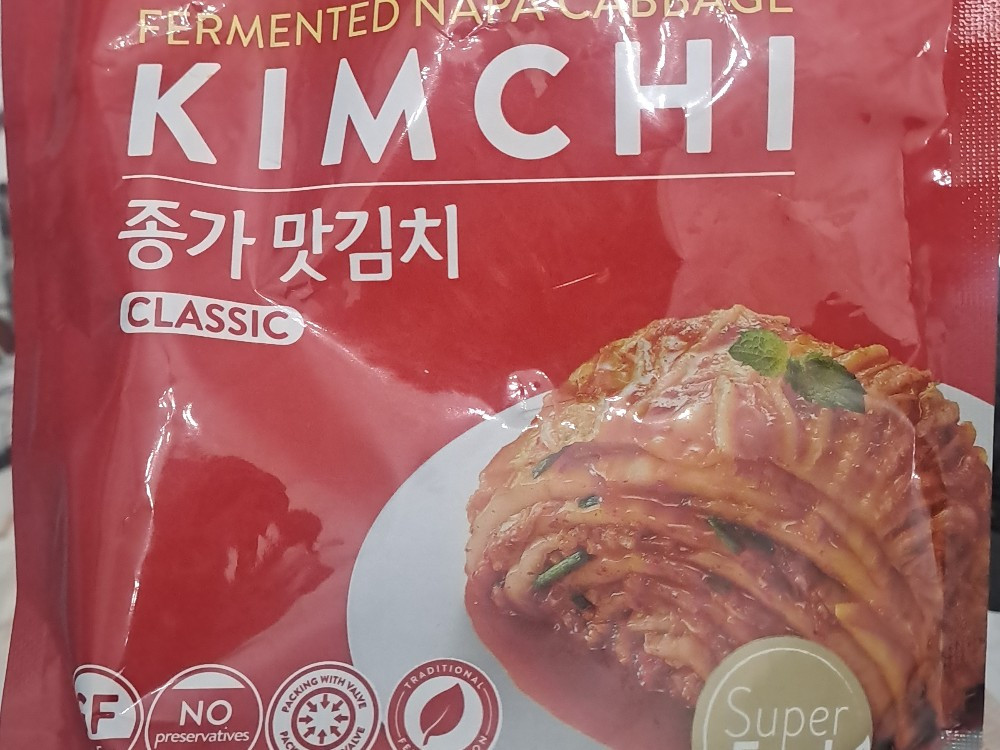 FERMENTED NAPA CABBAGE
KIMCHI
종가 맛김치
CLASSIC
NO
preservatives
PACKING WITH VALVE
TRADITIONAL
Super